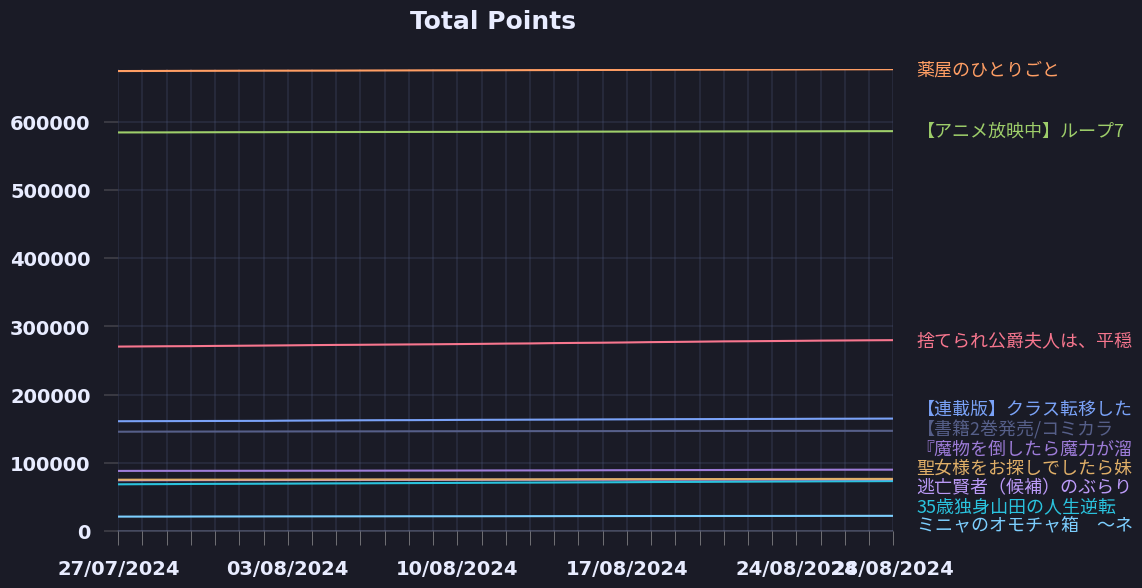 Total Points
薬屋のひとりごと
600000
【アニメ放映中】ループ7
500000
400000
300000
捨てられ公爵夫人は、平穏
200000
【連載版】クラス転移した
【書籍2巻発売/コミカラ
『魔物を倒したら魔力が溜
100000
聖女様をお探しでしたら妹
逃亡賢者（候補）のぶらり
35歳独身山田の人生逆転
ミニャのオモチャ箱　～ネ
0
27/07/2024
03/08/2024
10/08/2024
17/08/2024
24/08/2024
28/08/2024